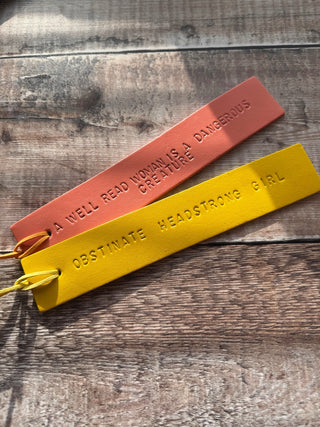 A WELL READ WOMAN IS A DANGEROUS
CREATURE
OBSTINATE HEADSTRONG GIRL